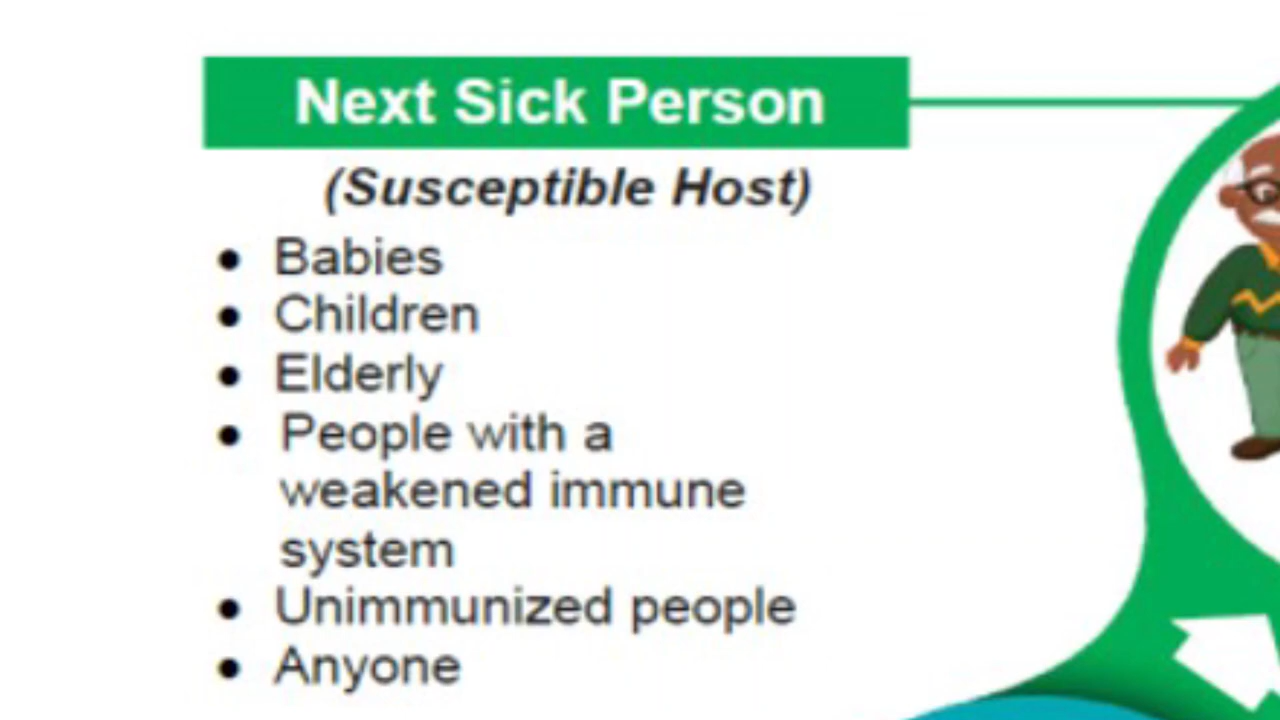 Next Sick Person
(Susceptible Host)
● Babies
● Children
● Elderly
● People with a
weakened immune
system
● Unimmunized people
● Anyone